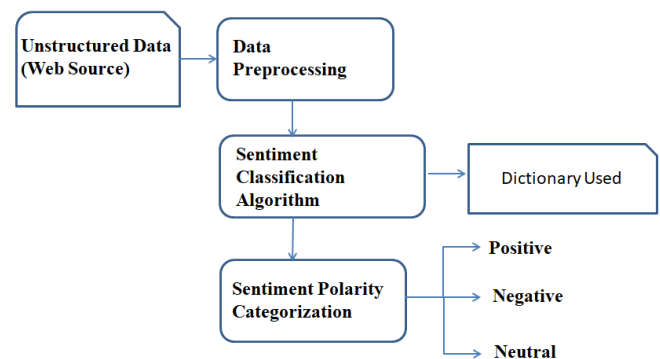 Unstructured Data
(Web Source)
Data
Preprocessing
Sentiment
Classification
Algorithm
Dictionary Used
Sentiment Polarity
Categorization
Positive
Negative
Neutral